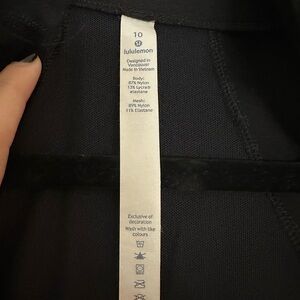 10
lululemon
Designed in
Vancouver
Made in Vietnam
Body:
87% Nylon
13% Lycra®
elastane
Mesh:
89% Nylon
11% Elastane
Exclusive of
decoration
Wash with like
colours